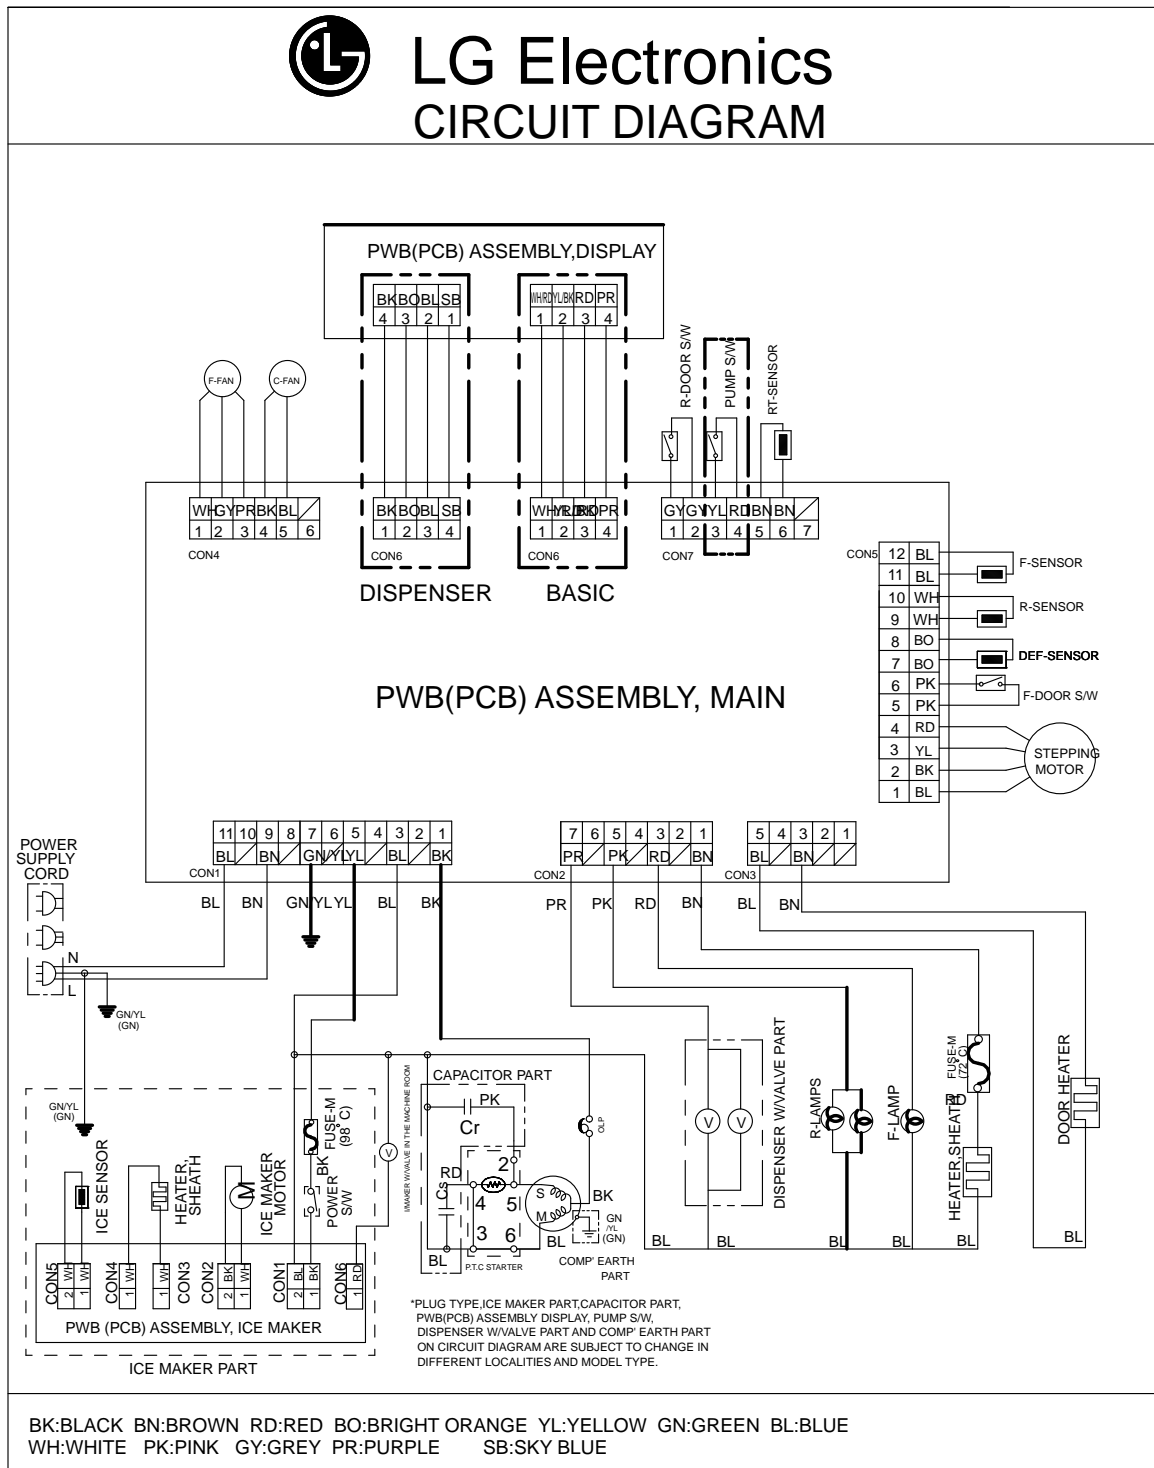 LG Electronics
CIRCUIT DIAGRAM
PWB(PCB) ASSEMBLY,DISPLAY
BK BO BL SB
4 3 2 1
WH/RD YL/BK RD PR
1 2 3 4
F-FAN
C-FAN
R-DOOR S/W
PUMP S/W
RT-SENSOR
WH GY PR BK BL
1 2 3 4 5 6
CON4
BK BO BL SB
1 2 3 4
CON6
DISPENSER
1 2 3 4
CON6
BASIC
GY GY YL RD BN BN
1 2 3 4 5 6 7
CON7
CON5
12 BL
11 BL
F-SENSOR
10 WH
9 WH
R-SENSOR
8 BO
7 BO
DEF-SENSOR
6 PK
5 PK
F-DOOR S/W
4 RD
3 YL
2 BK
1 BL
STEPPING
MOTOR
PWB(PCB) ASSEMBLY, MAIN
11 10 9 8 7 6 5 4 3 2 1
BL BN GN/YL YL BL BK
CON1
BL BN GN/YL YL BL BK
7 6 5 4 3 2 1
PR PK RD BN
CON2
PR PK RD BN
5 4 3 2 1
BL BN
CON3
BL BN
POWER
SUPPLY
CORD
N
L
GN/YL
(GN)
GN/YL
(GN)
ICE SENSOR
HEATER,
SHEATH
ICE MAKER
MOTOR
M
FUSE-M
(98°C)
BK
POWER
S/W
V
I/MAKER W/VALVE IN THE MACHINE ROOM
CON5
2 WH
1 WH
CON4
1 WH
1 WH
CON3
CON2
2 BK
1 WH
CON1
2 BL
1 BK
CON6
1 RD
PWB (PCB) ASSEMBLY, ICE MAKER
ICE MAKER PART
CAPACITOR PART
PK
Cr
RD
Cs
2
4 5
3 6
BL
P.T.C STARTER
S
M
OLP
BK
BL
GN
/YL
(GN)
COMP' EARTH
PART
DISPENSER W/VALVE PART
V V
R-LAMPS
F-LAMP
FUSE-M
(72°C)
RD
HEATER,SHEATH
DOOR HEATER
BL BL BL BL BL BL
*PLUG TYPE,ICE MAKER PART,CAPACITOR PART,
PWB(PCB) ASSEMBLY DISPLAY, PUMP S/W,
DISPENSER W/VALVE PART AND COMP' EARTH PART
ON CIRCUIT DIAGRAM ARE SUBJECT TO CHANGE IN
DIFFERENT LOCALITIES AND MODEL TYPE.
BK:BLACK BN:BROWN RD:RED BO:BRIGHT ORANGE YL:YELLOW GN:GREEN BL:BLUE
WH:WHITE PK:PINK GY:GREY PR:PURPLE SB:SKY BLUE